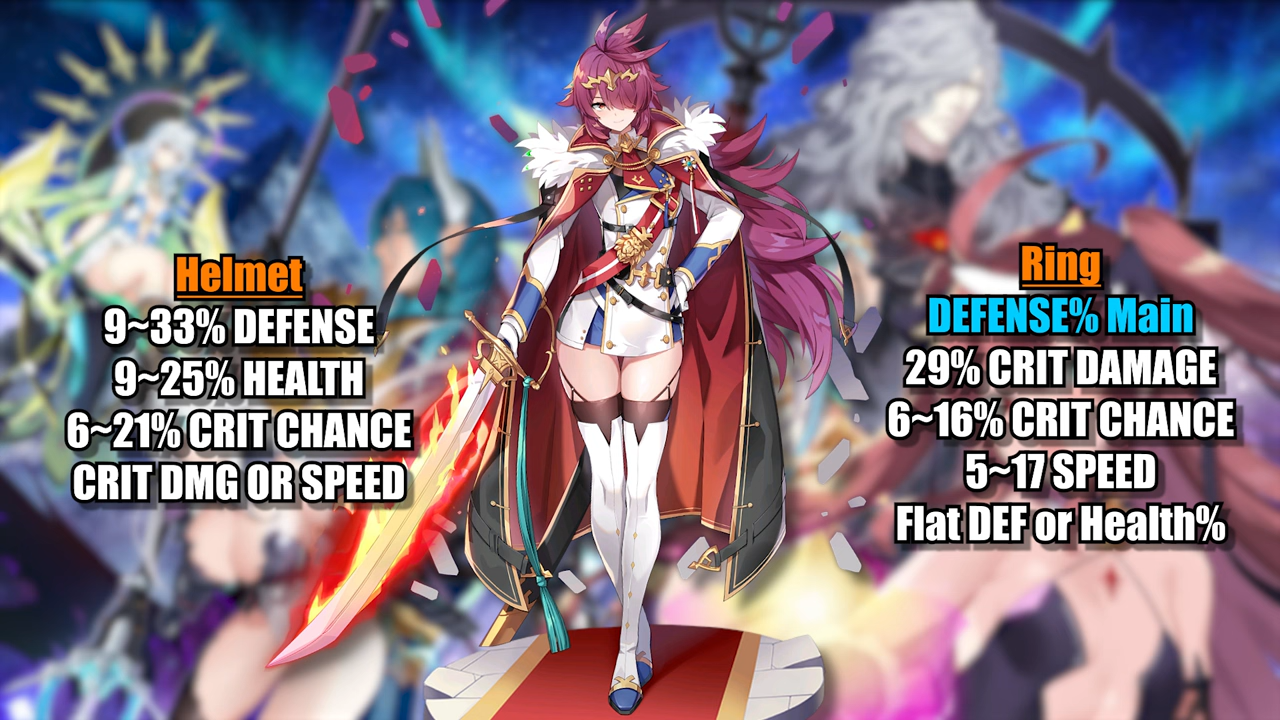 Helmet
9~33% DEFENSE
9~25% HEALTH
6~21% CRIT CHANCE
CRIT DMG OR SPEED
Ring
DEFENSE% Main
29% CRIT DAMAGE
6~16% CRIT CHANCE
5~17 SPEED
Flat DEF or Health%